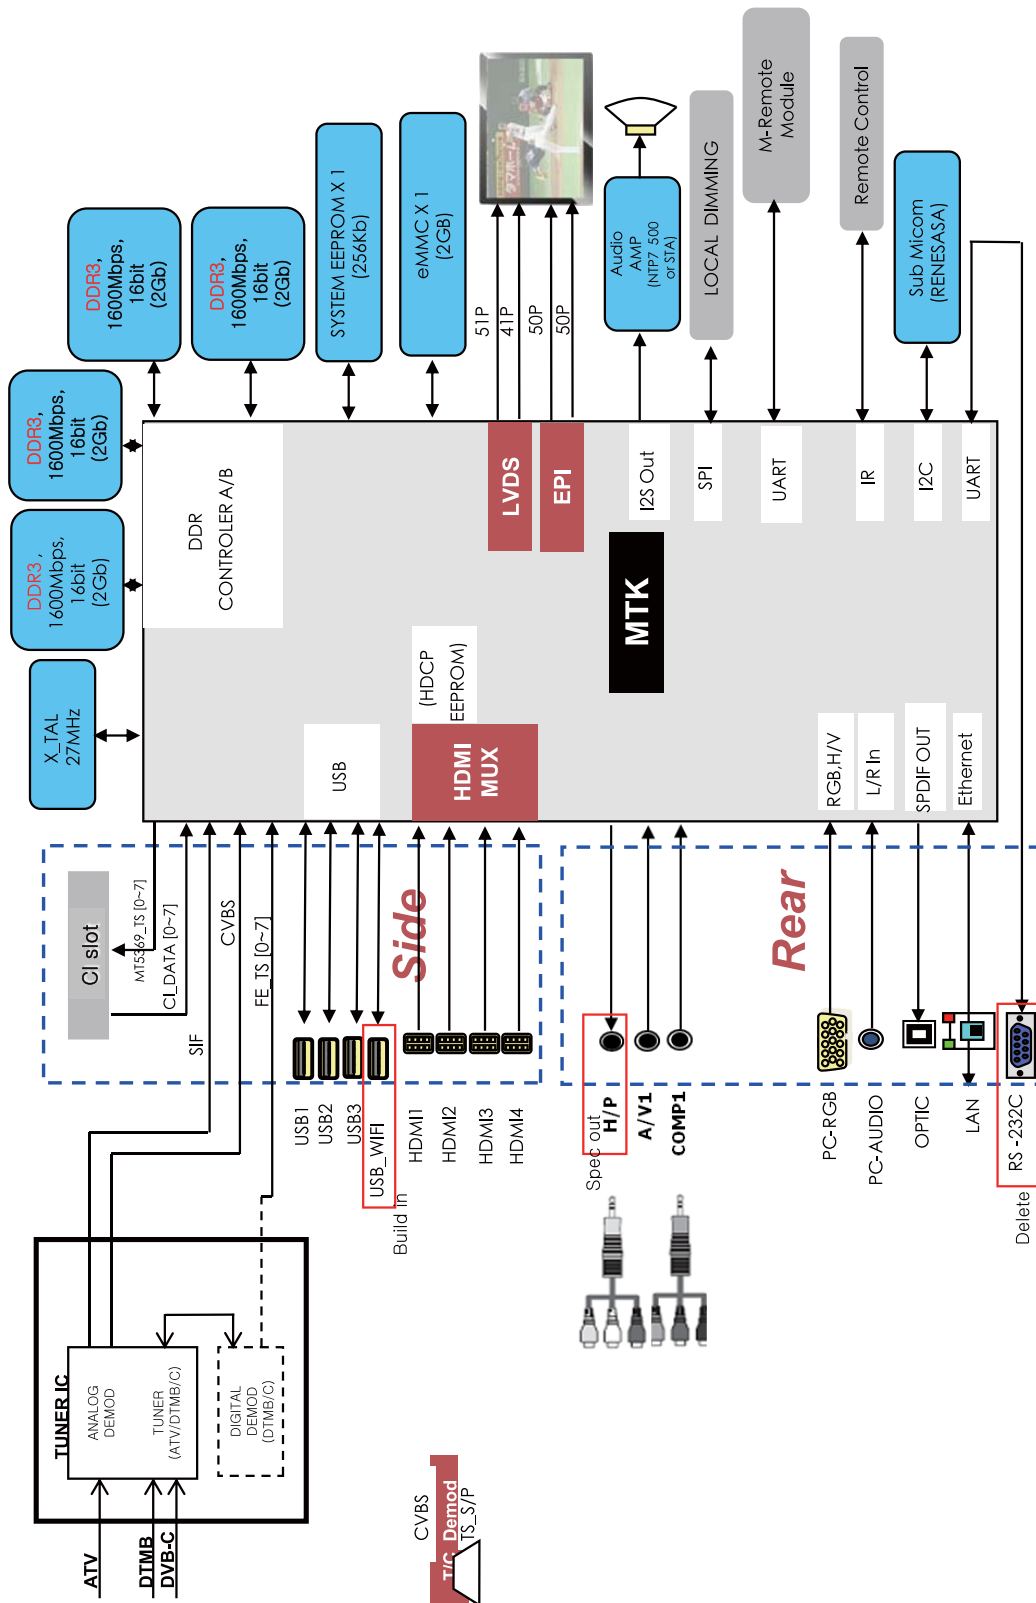 X_TAL
27MHz
DDR3 ,
1600Mbps,
16bit
(2Gb)
DDR3,
1600Mbps,
16bit
(2Gb)
DDR3,
1600Mbps,
16bit
(2Gb)
DDR3,
1600Mbps,
16bit
(2Gb)
SYSTEM EEPROM X 1
(256Kb)
eMMC X 1
(2GB)
51P
41P
50P
50P
Audio
AMP
(NTP7 500
or STA)
LOCAL DIMMING
M-Remote
Module
Remote Control
Sub Micom
(RENESASA)
DDR
CONTROLER A/B
LVDS
EPI
I2S Out
SPI
UART
IR
I2C
UART
MTK
USB
(HDCP
EEPROM)
HDMI
MUX
RGB,H/V
L/R In
SPDIF OUT
Ethernet
CI slot
MT5369_TS [0~7]
CI_DATA [0~7]
SIF
CVBS
FE_TS [0~7]
Side
Rear
USB1
USB2
USB3
USB_WIFI
Build in
HDMI1
HDMI2
HDMI3
HDMI4
Spec out
H/P
A/V1
COMP1
PC-RGB
PC-AUDIO
OPTIC
LAN
RS -232C
Delete
TUNER IC
ANALOG
DEMOD
TUNER
(ATV/DTMB/C)
DIGITAL
DEMOD
(DTMB/C)
ATV
DTMB
DVB-C
CVBS
T/C Demod
TS_S/P